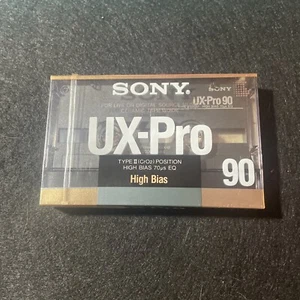 SONY.
SONY
UX-Pro 90
UX-Pro
TYPE II (CrO2) POSITION
HIGH BIAS 70μs EQ
90
High Bias